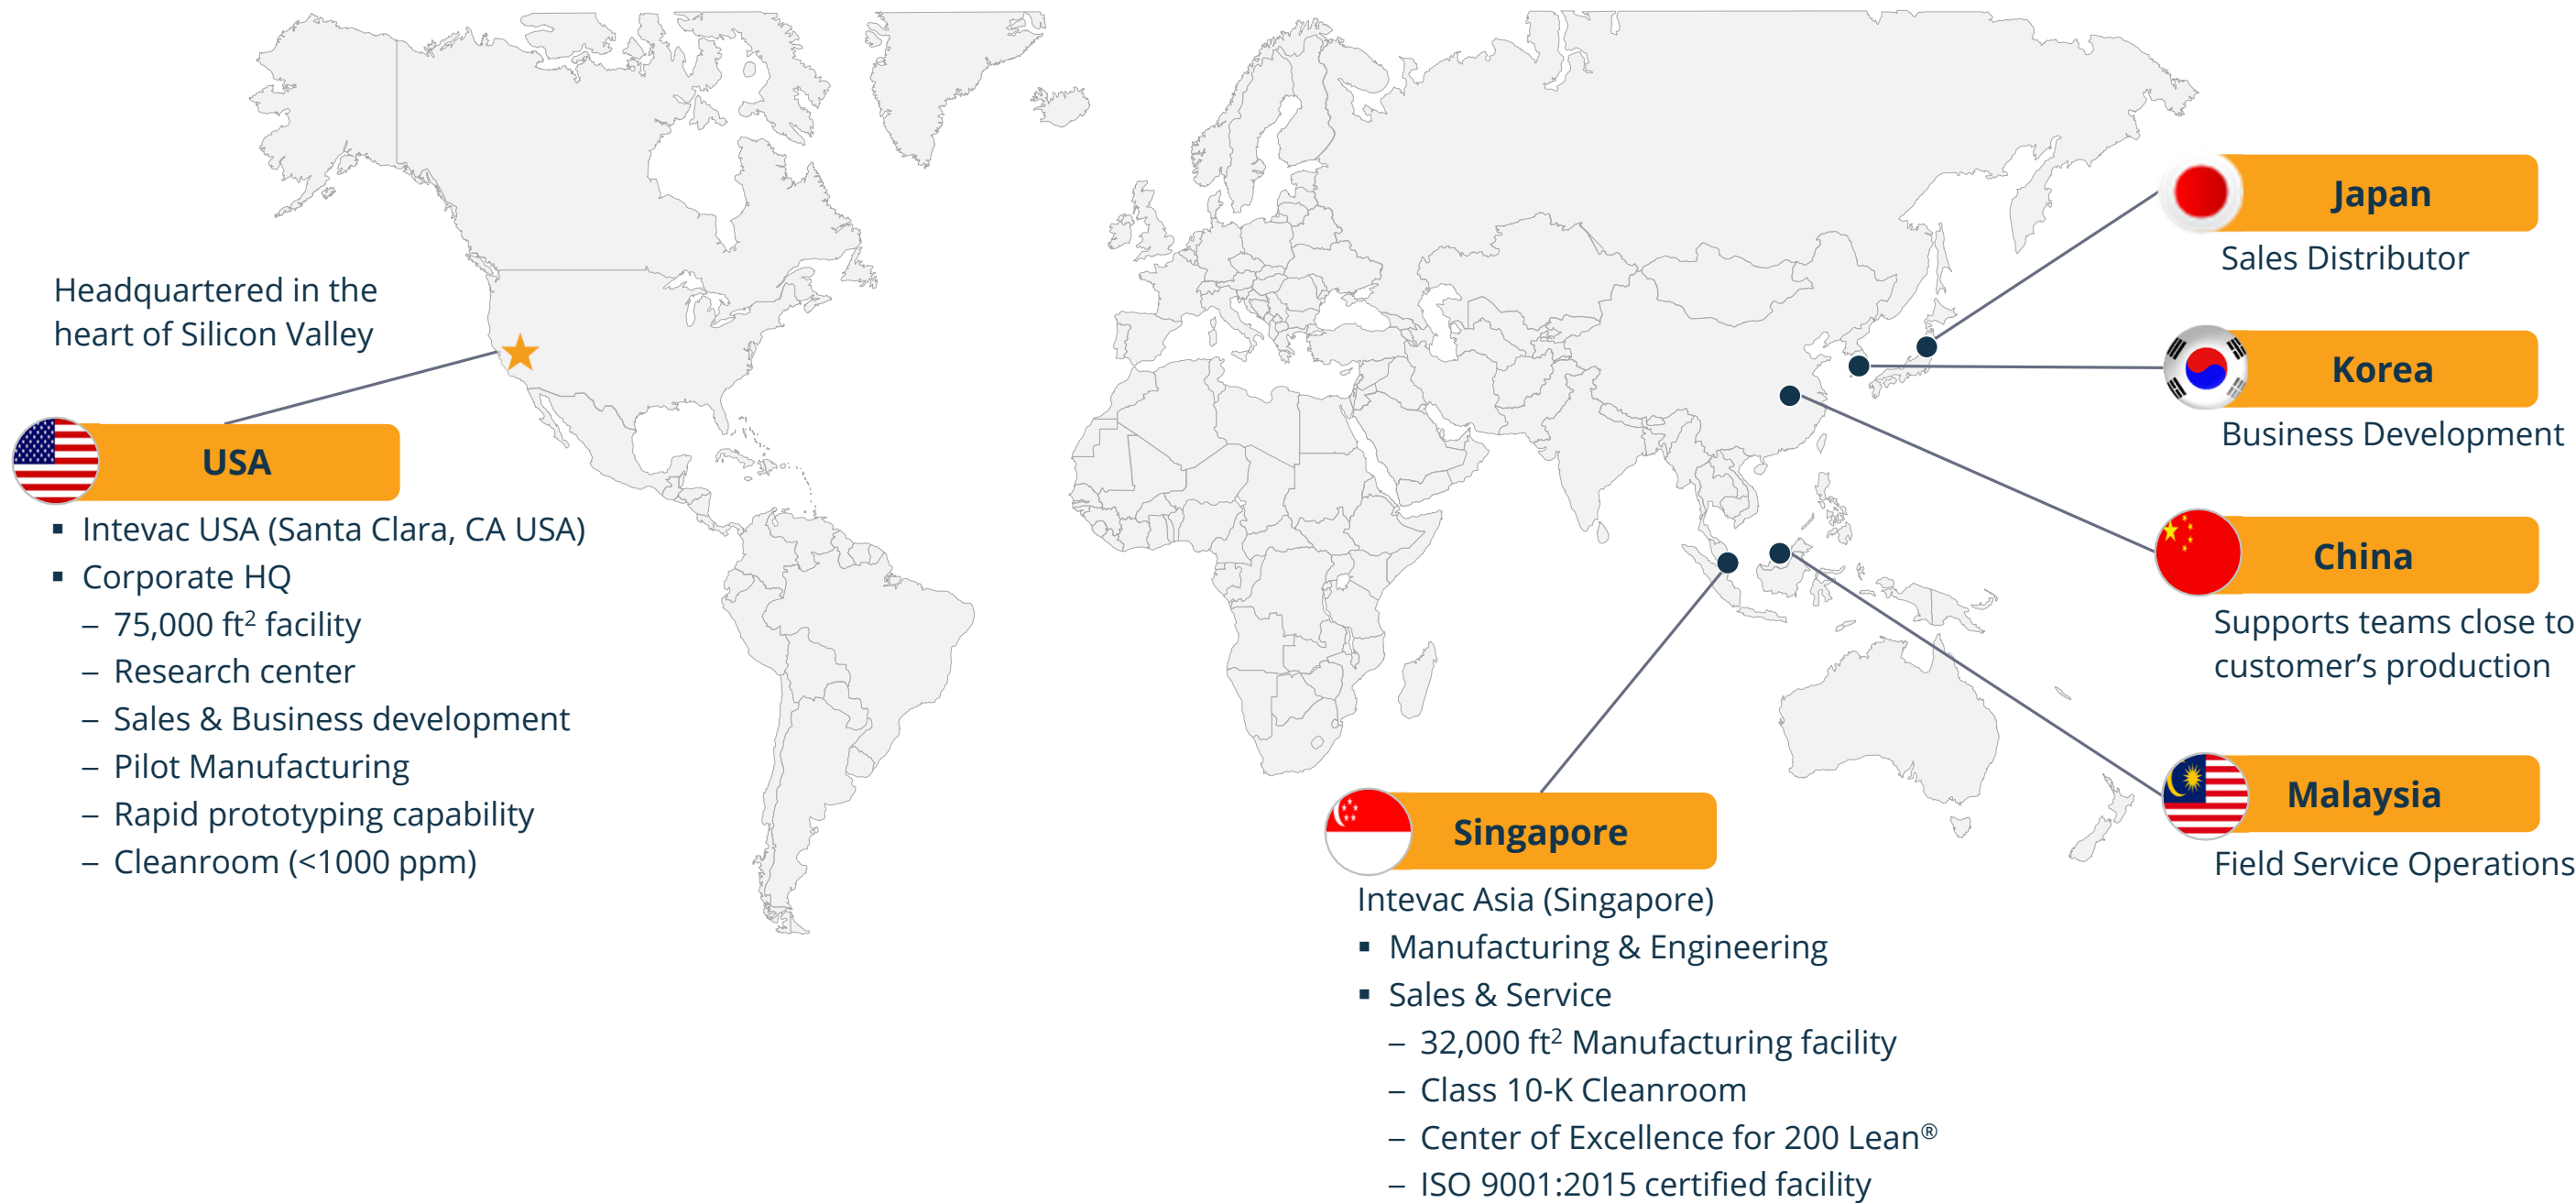 Headquartered in the
heart of Silicon Valley
USA
▪ Intevac USA (Santa Clara, CA USA)
▪ Corporate HQ
– 75,000 ft² facility
– Research center
– Sales & Business development
– Pilot Manufacturing
– Rapid prototyping capability
– Cleanroom (<1000 ppm)
Singapore
Intevac Asia (Singapore)
▪ Manufacturing & Engineering
▪ Sales & Service
– 32,000 ft² Manufacturing facility
– Class 10-K Cleanroom
– Center of Excellence for 200 Lean®
– ISO 9001:2015 certified facility
Japan
Sales Distributor
Korea
Business Development
China
Supports teams close to
customer’s production
Malaysia
Field Service Operations